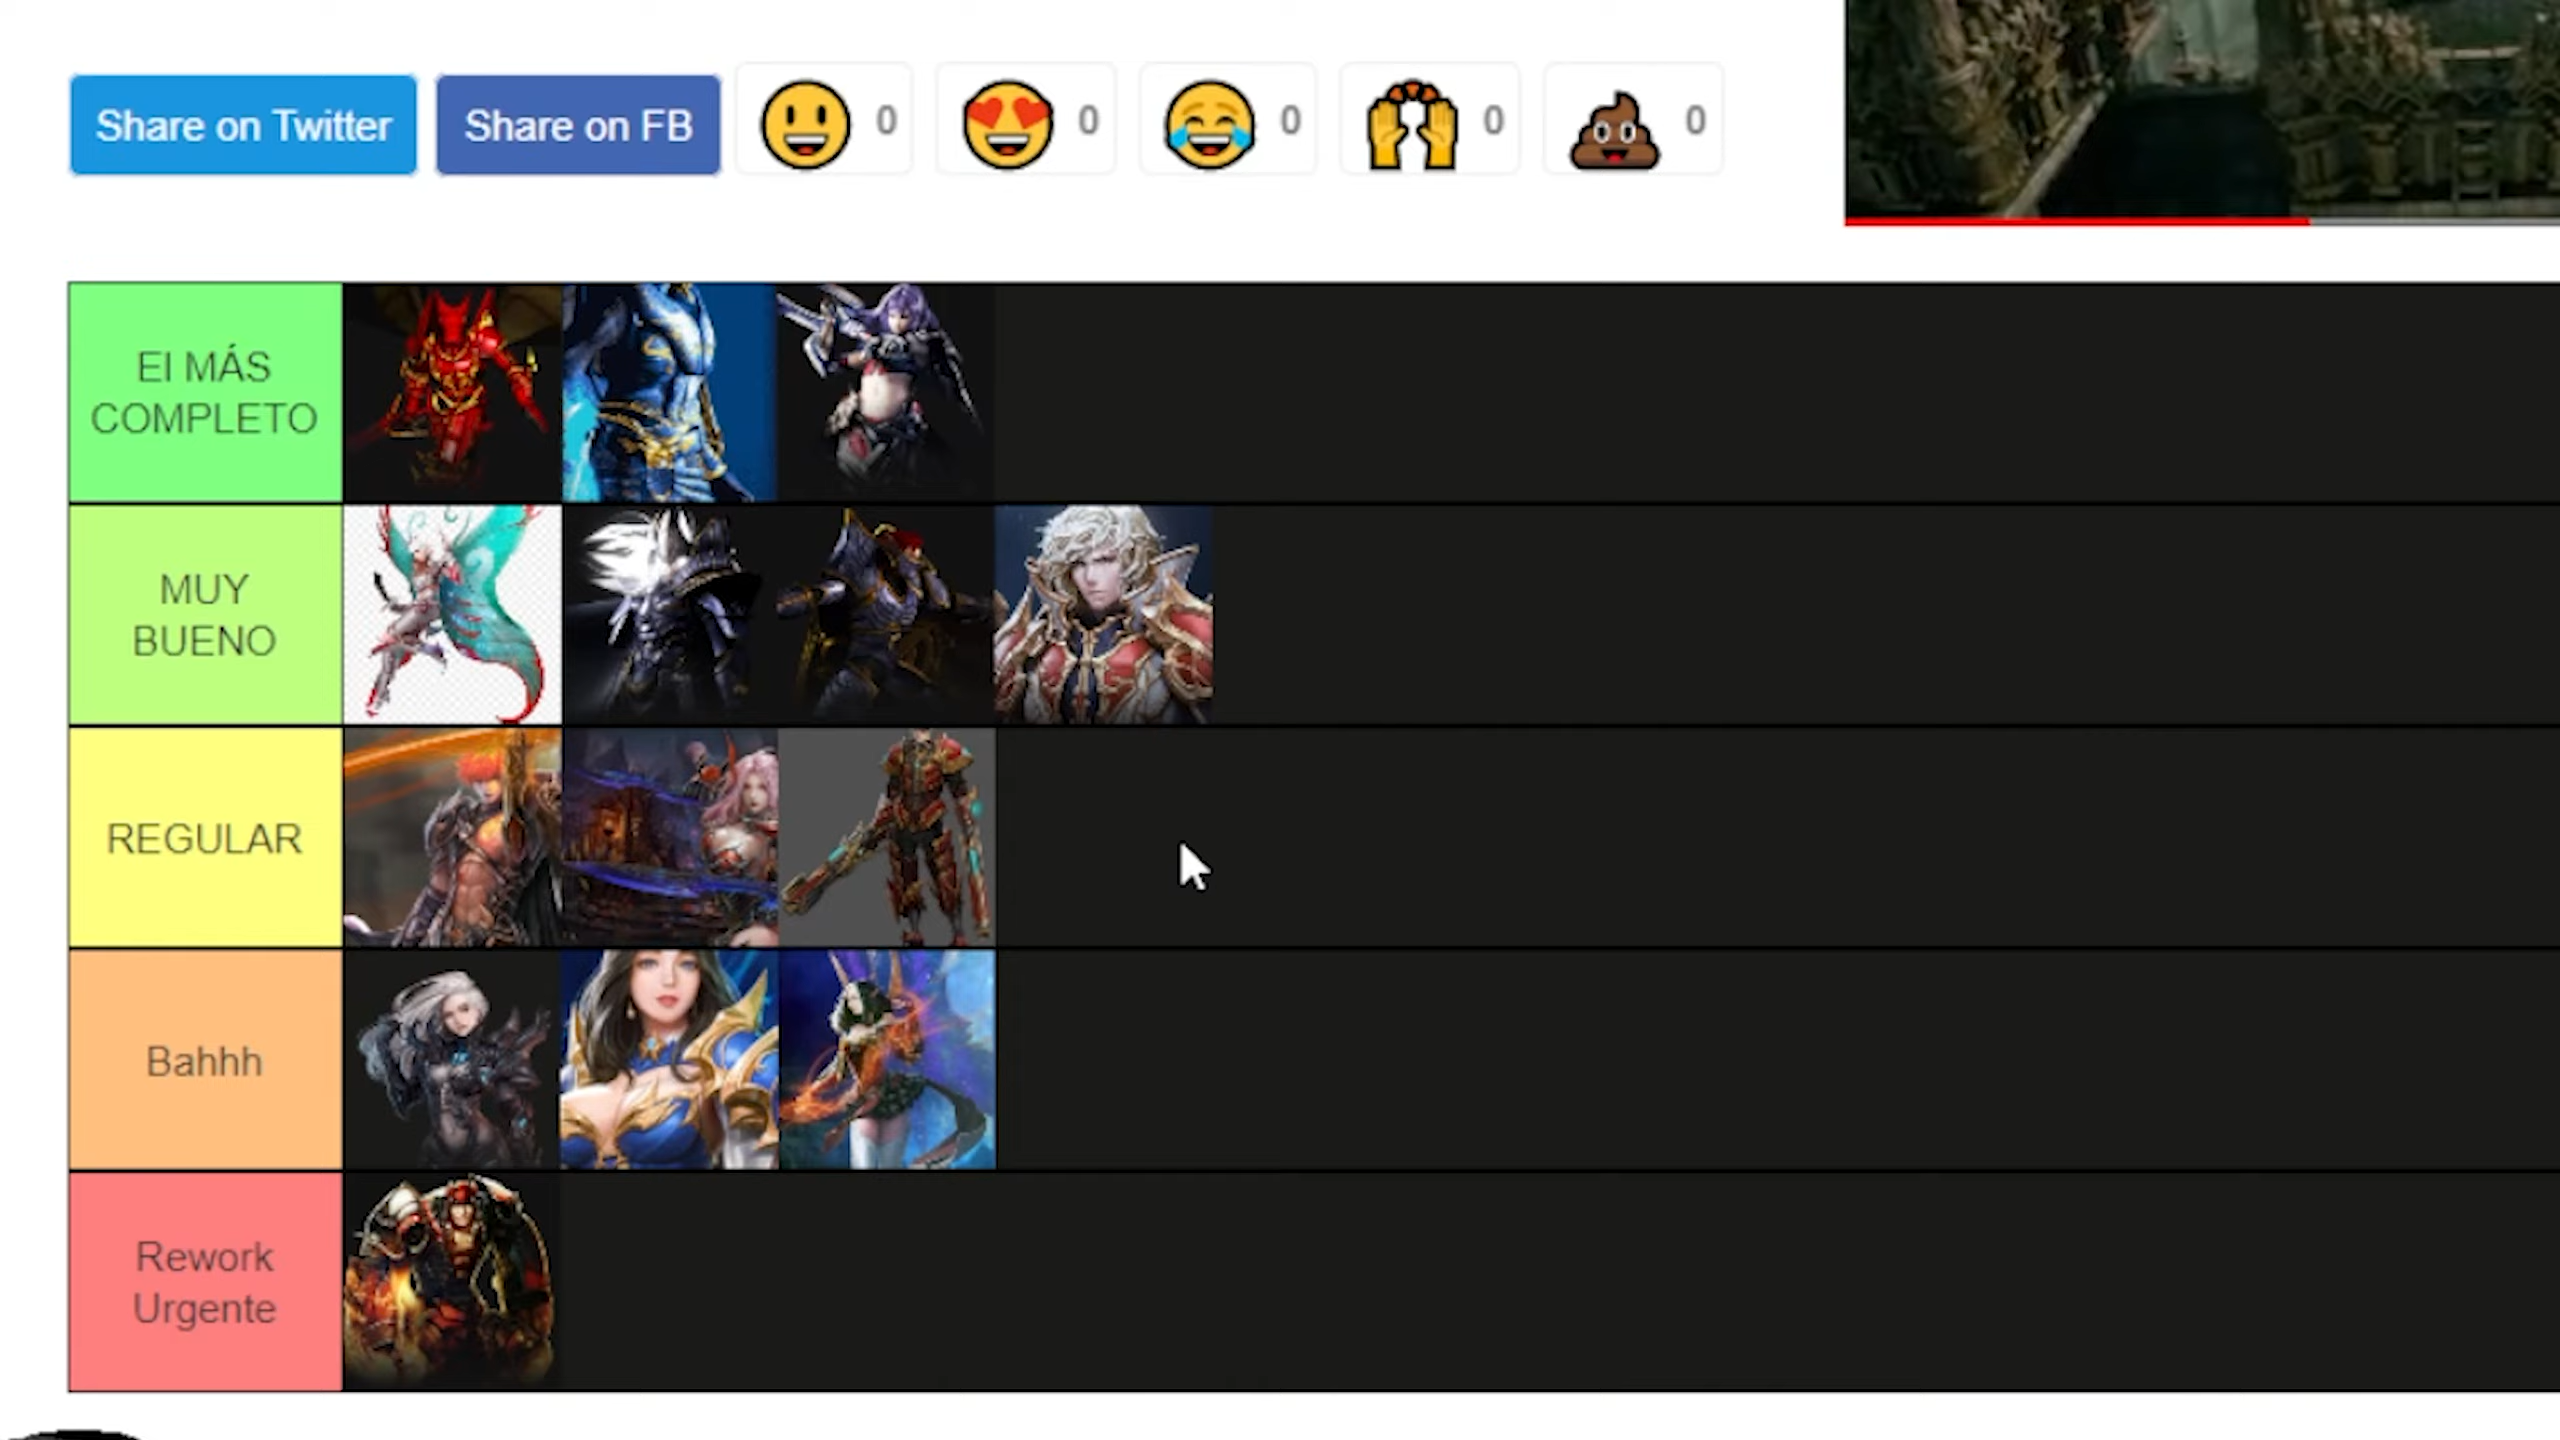 Share on Twitter
Share on FB
0
0
0
0
0
El MÁS
COMPLETO
MUY
BUENO
REGULAR
Bahhh
Rework
Urgente